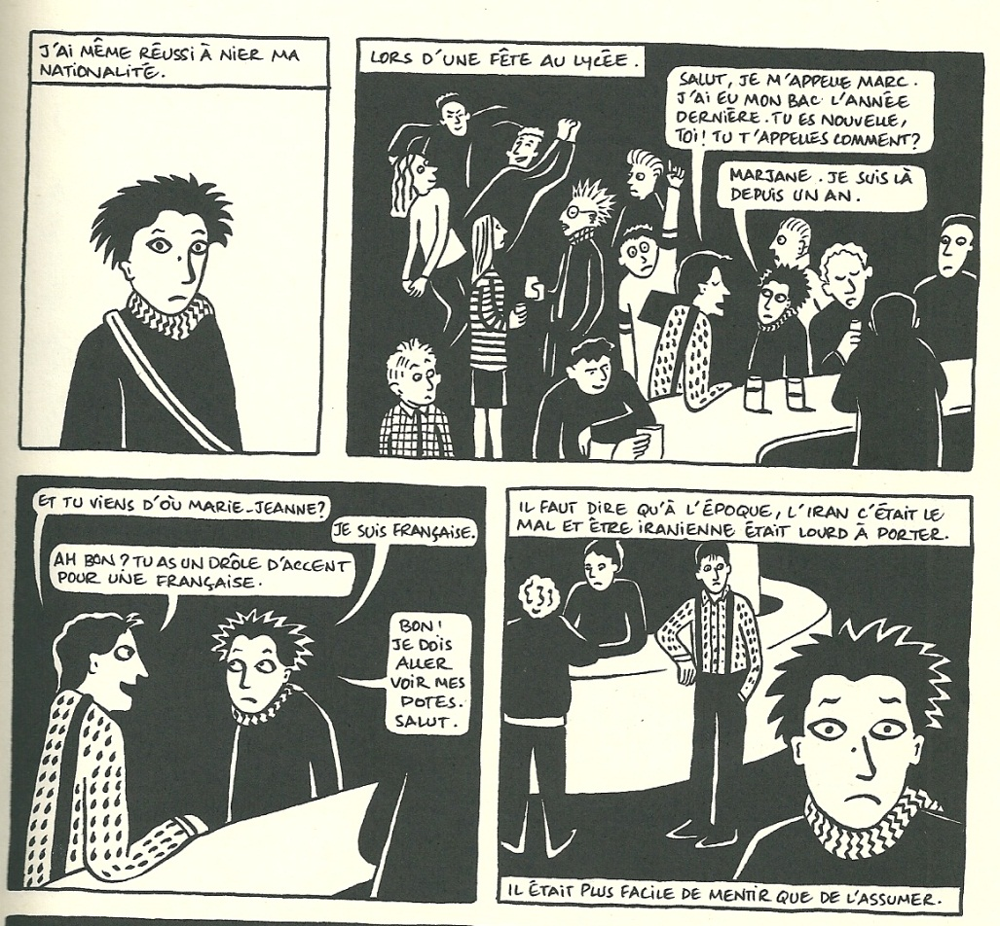 J'AI MÊME RÉUSSI À NIER MA
NATIONALITÉ.
LORS D'UNE FÊTE AU LYCÉE.
SALUT, JE M'APPELLE MARC.
J'AI EU MON BAC L'ANNÉE
DERNIÈRE. TU ES NOUVELLE,
TOI! TU T'APPELLES COMMENT?
MARJANE. JE SUIS LÀ
DEPUIS UN AN.
ET TU VIENS D'OÙ MARIE-JEANNE?
JE SUIS FRANÇAISE.
AH BON? TU AS UN DRÔLE D'ACCENT
POUR UNE FRANÇAISE.
BON!
JE DOIS
ALLER
VOIR MES
POTES.
SALUT.
IL FAUT DIRE QU'À L'ÉPOQUE, L'IRAN C'ÉTAIT LE
MAL ET ÊTRE IRANIENNE ÉTAIT LOURD À PORTER.
IL ÉTAIT PLUS FACILE DE MENTIR QUE DE L'ASSUMER.